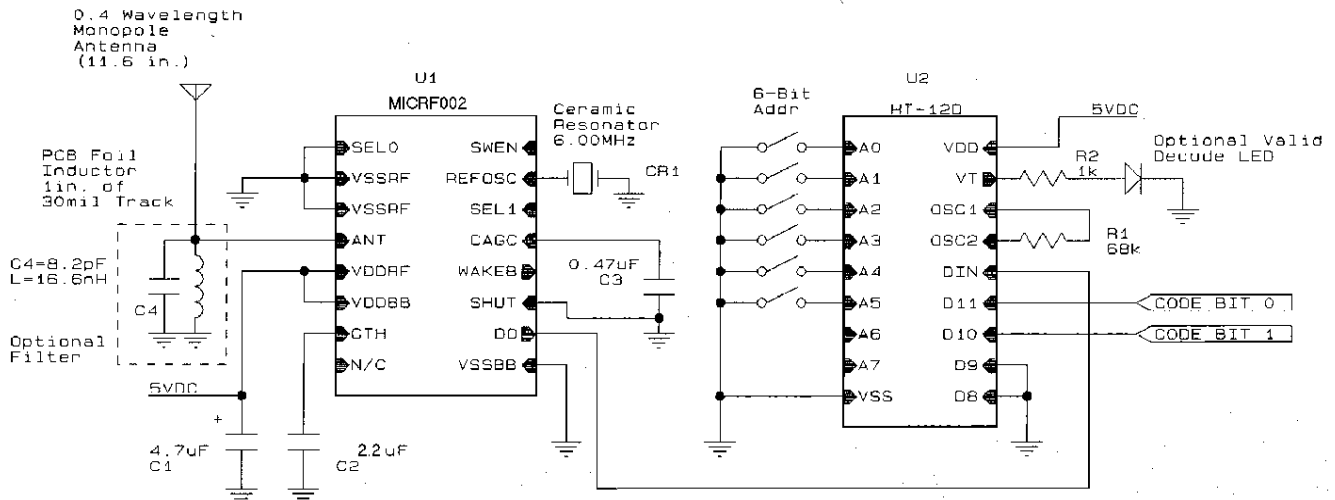 0.4 Wavelength
Monopole
Antenna
(11.6 in.)
PCB Foil
Inductor
1in. of
30mil Track
C4=8.2pF
L=16.6nH
C4
Optional
Filter
5VDC
+
4.7uF
C1
2.2uF
C2
U1
MICRF002
SEL0
VSSRF
VSSRF
ANT
VDDRF
VDDBB
CTH
N/C
SWEN
REFOSC
SEL1
CAGC
WAKEB
SHUT
DO
VSSBB
Ceramic
Resonator
6.00MHz
CR1
0.47uF
C3
6-Bit
Addr
U2
HT-12D
A0
A1
A2
A3
A4
A5
A6
A7
VSS
VDD
VT
OSC1
OSC2
DIN
D11
D10
D9
D8
5VDC
R2
1k
Optional Valid
Decode LED
R1
68k
CODE BIT 0
CODE BIT 1